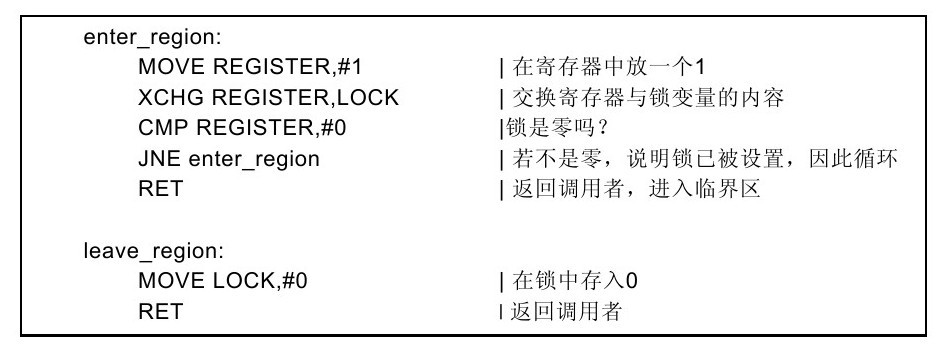 enter_region:
MOVE REGISTER,#1 | 在寄存器中放一个1
XCHG REGISTER,LOCK | 交换寄存器与锁变量的内容
CMP REGISTER,#0 |锁是零吗？
JNE enter_region | 若不是零，说明锁已被设置，因此循环
RET | 返回调用者，进入临界区
leave_region:
MOVE LOCK,#0 | 在锁中存入0
RET | 返回调用者